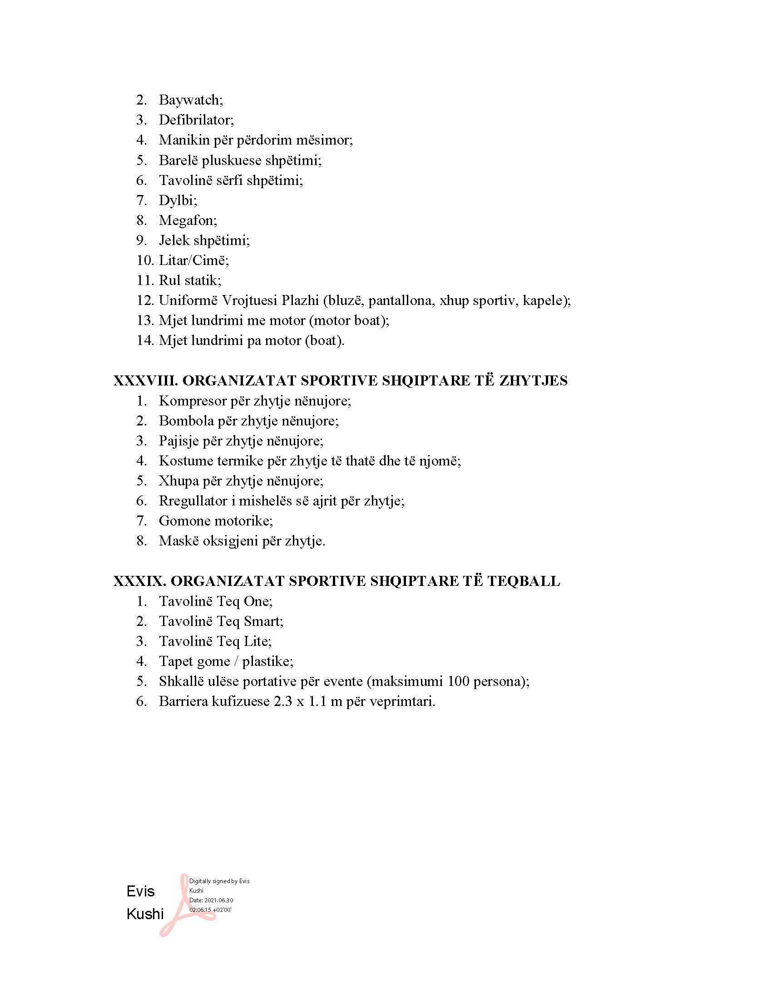 2. Baywatch;
3. Defibrilator;
4. Manikin për përdorim mësimor;
5. Barelë pluskuese shpëtimi;
6. Tavolinë sërfi shpëtimi;
7. Dylbi;
8. Megafon;
9. Jelek shpëtimi;
10. Litar/Cimë;
11. Rul statik;
12. Uniformë Vrojtuesi Plazhi (bluzë, pantallona, xhup sportiv, kapele);
13. Mjet lundrimi me motor (motor boat);
14. Mjet lundrimi pa motor (boat).
XXXVIII. ORGANIZATAT SPORTIVE SHQIPTARE TË ZHYTJES
1. Kompresor për zhytje nënujore;
2. Bombola për zhytje nënujore;
3. Pajisje për zhytje nënujore;
4. Kostume termike për zhytje të thatë dhe të njomë;
5. Xhupa për zhytje nënujore;
6. Rregullator i mishelës së ajrit për zhytje;
7. Gomone motorike;
8. Maskë oksigjeni për zhytje.
XXXIX. ORGANIZATAT SPORTIVE SHQIPTARE TË TEQBALL
1. Tavolinë Teq One;
2. Tavolinë Teq Smart;
3. Tavolinë Teq Lite;
4. Tapet gome / plastike;
5. Shkallë ulëse portative për evente (maksimumi 100 persona);
6. Barriera kufizuese 2.3 x 1.1 m për veprimtari.
Evis
Kushi
Digitally signed by Evis
Kushi
Date: 2021.06.30
02:06:15 +02'00'